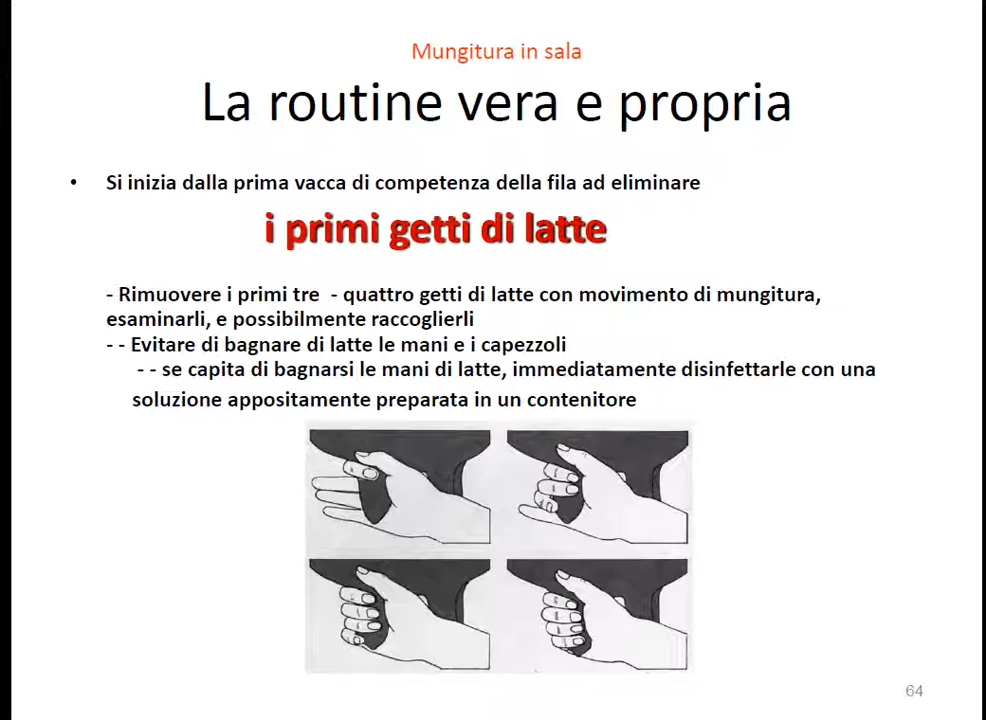 Mungitura in sala
La routine vera e propria
• Si inizia dalla prima vacca di competenza della fila ad eliminare
i primi getti di latte
- Rimuovere i primi tre - quattro getti di latte con movimento di mungitura,
esaminarli, e possibilmente raccoglierli
- - Evitare di bagnare di latte le mani e i capezzoli
- - se capita di bagnarsi le mani di latte, immediatamente disinfettarle con una
soluzione appositamente preparata in un contenitore
64